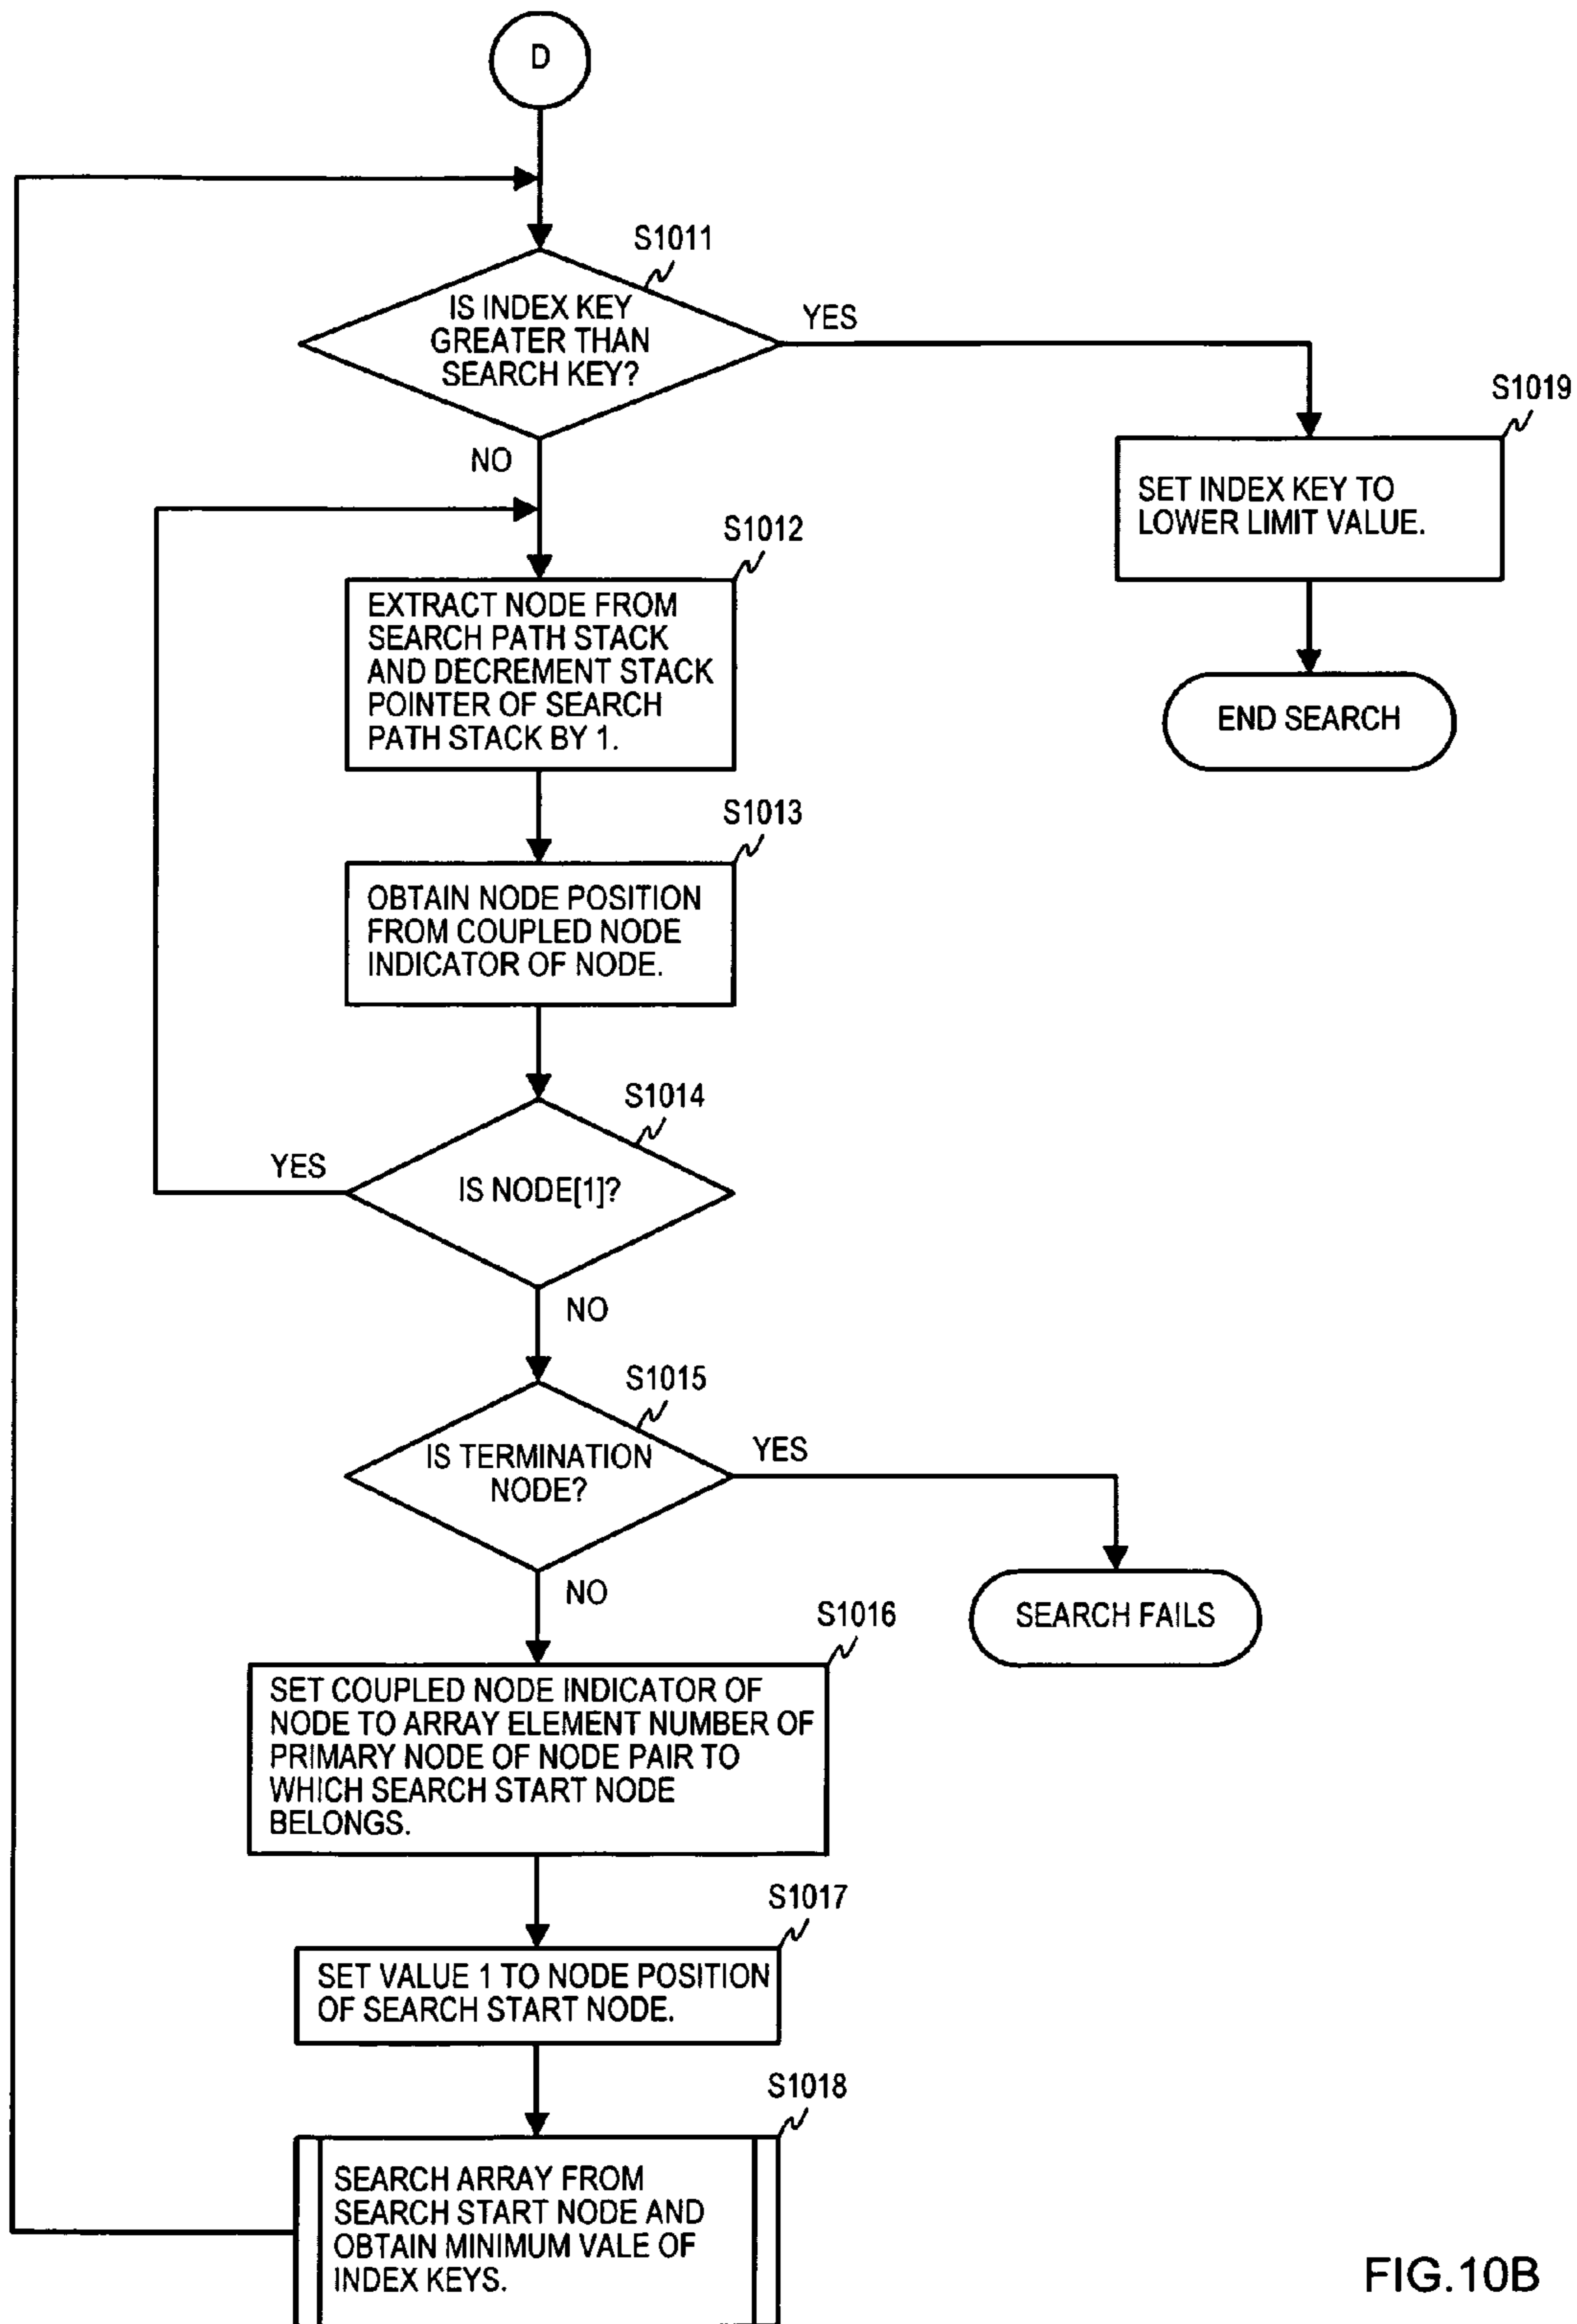 D
S1011
IS INDEX KEY
GREATER THAN
SEARCH KEY?
YES
NO
S1019
SET INDEX KEY TO
LOWER LIMIT VALUE.
END SEARCH
S1012
EXTRACT NODE FROM
SEARCH PATH STACK
AND DECREMENT STACK
POINTER OF SEARCH
PATH STACK BY 1.
S1013
OBTAIN NODE POSITION
FROM COUPLED NODE
INDICATOR OF NODE.
S1014
IS NODE[1]?
YES
NO
S1015
IS TERMINATION
NODE?
YES
NO
SEARCH FAILS
S1016
SET COUPLED NODE INDICATOR OF
NODE TO ARRAY ELEMENT NUMBER OF
PRIMARY NODE OF NODE PAIR TO
WHICH SEARCH START NODE
BELONGS.
S1017
SET VALUE 1 TO NODE POSITION
OF SEARCH START NODE.
S1018
SEARCH ARRAY FROM
SEARCH START NODE AND
OBTAIN MINIMUM VALE OF
INDEX KEYS.
FIG.10B